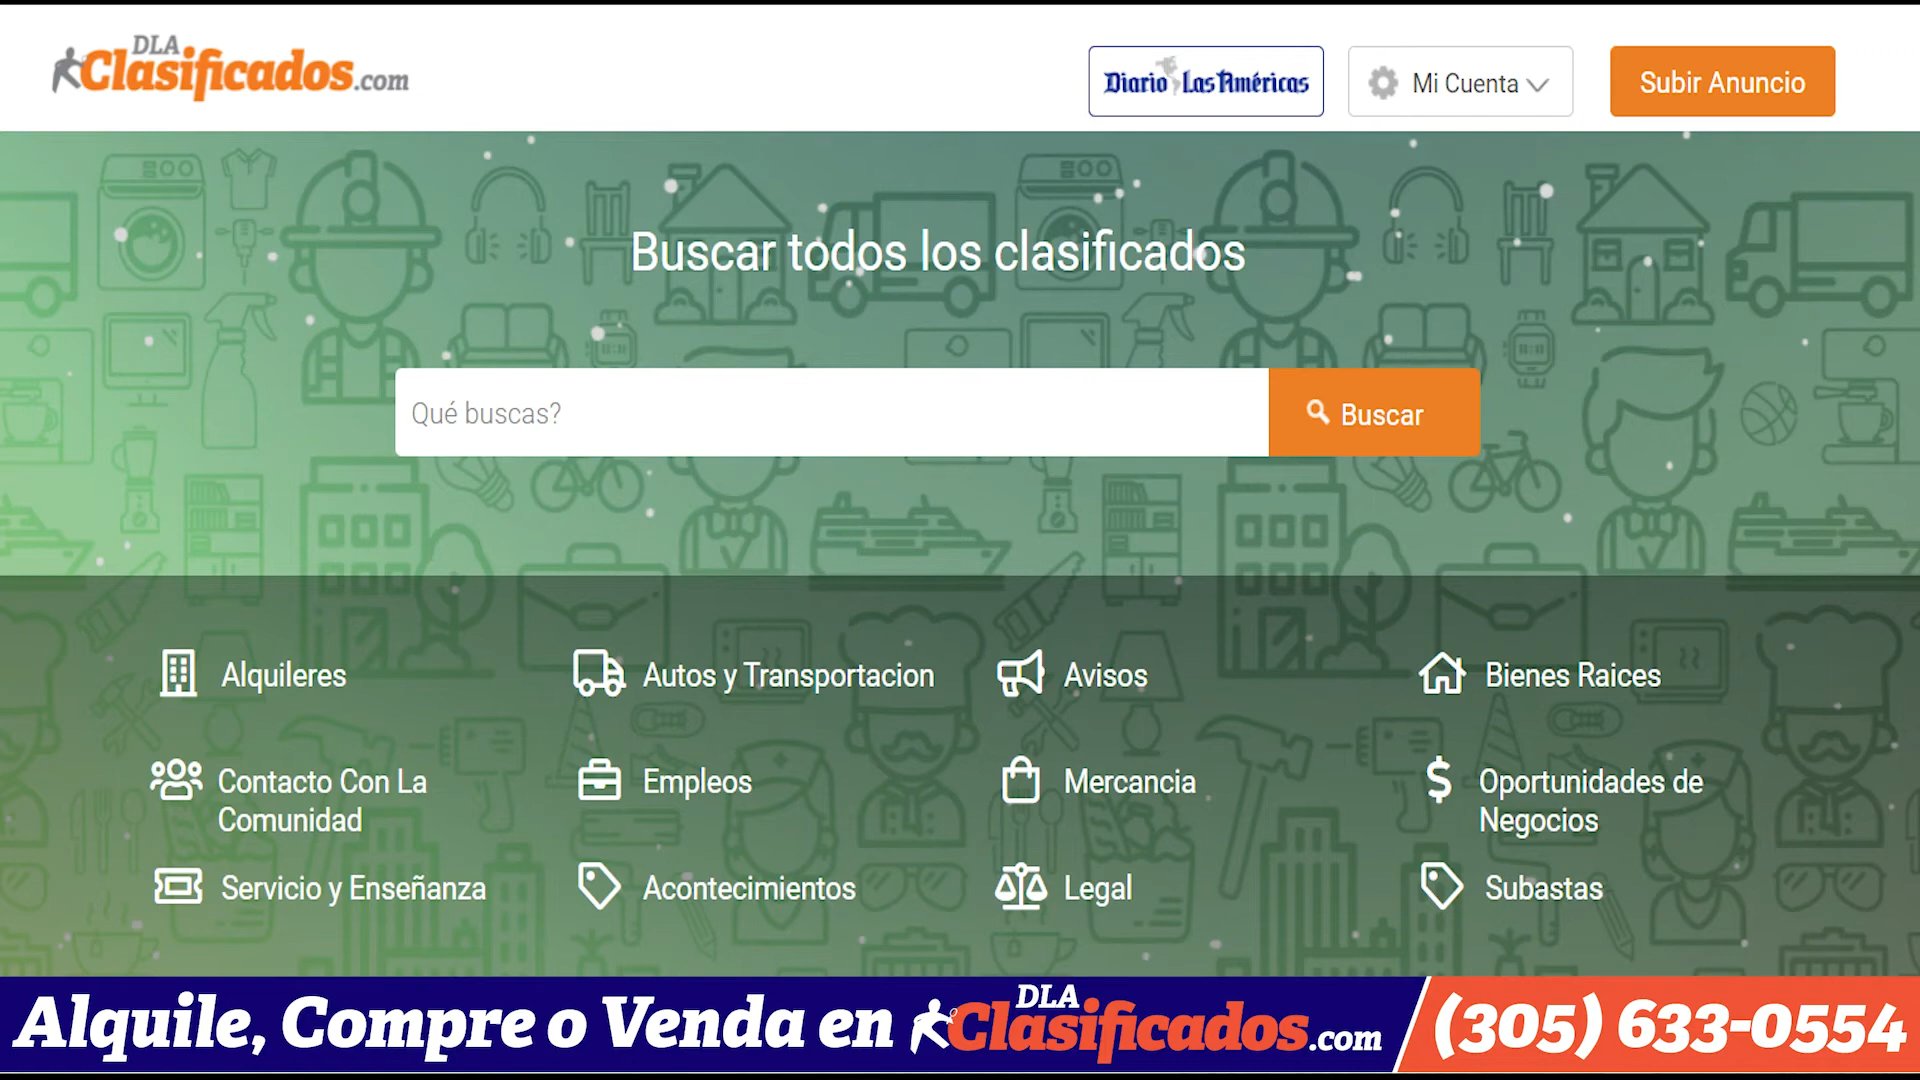 DLA
Clasificados.com
Diario Las Américas
Mi Cuenta
Subir Anuncio
Buscar todos los clasificados
Qué buscas?
Buscar
Alquileres
Autos y Transportacion
Avisos
Bienes Raices
Contacto Con La
Comunidad
Empleos
Mercancia
Oportunidades de
Negocios
Servicio y Enseñanza
Acontecimientos
Legal
Subastas
Alquile, Compre o Venda en DLA Clasificados.com
(305) 633-0554